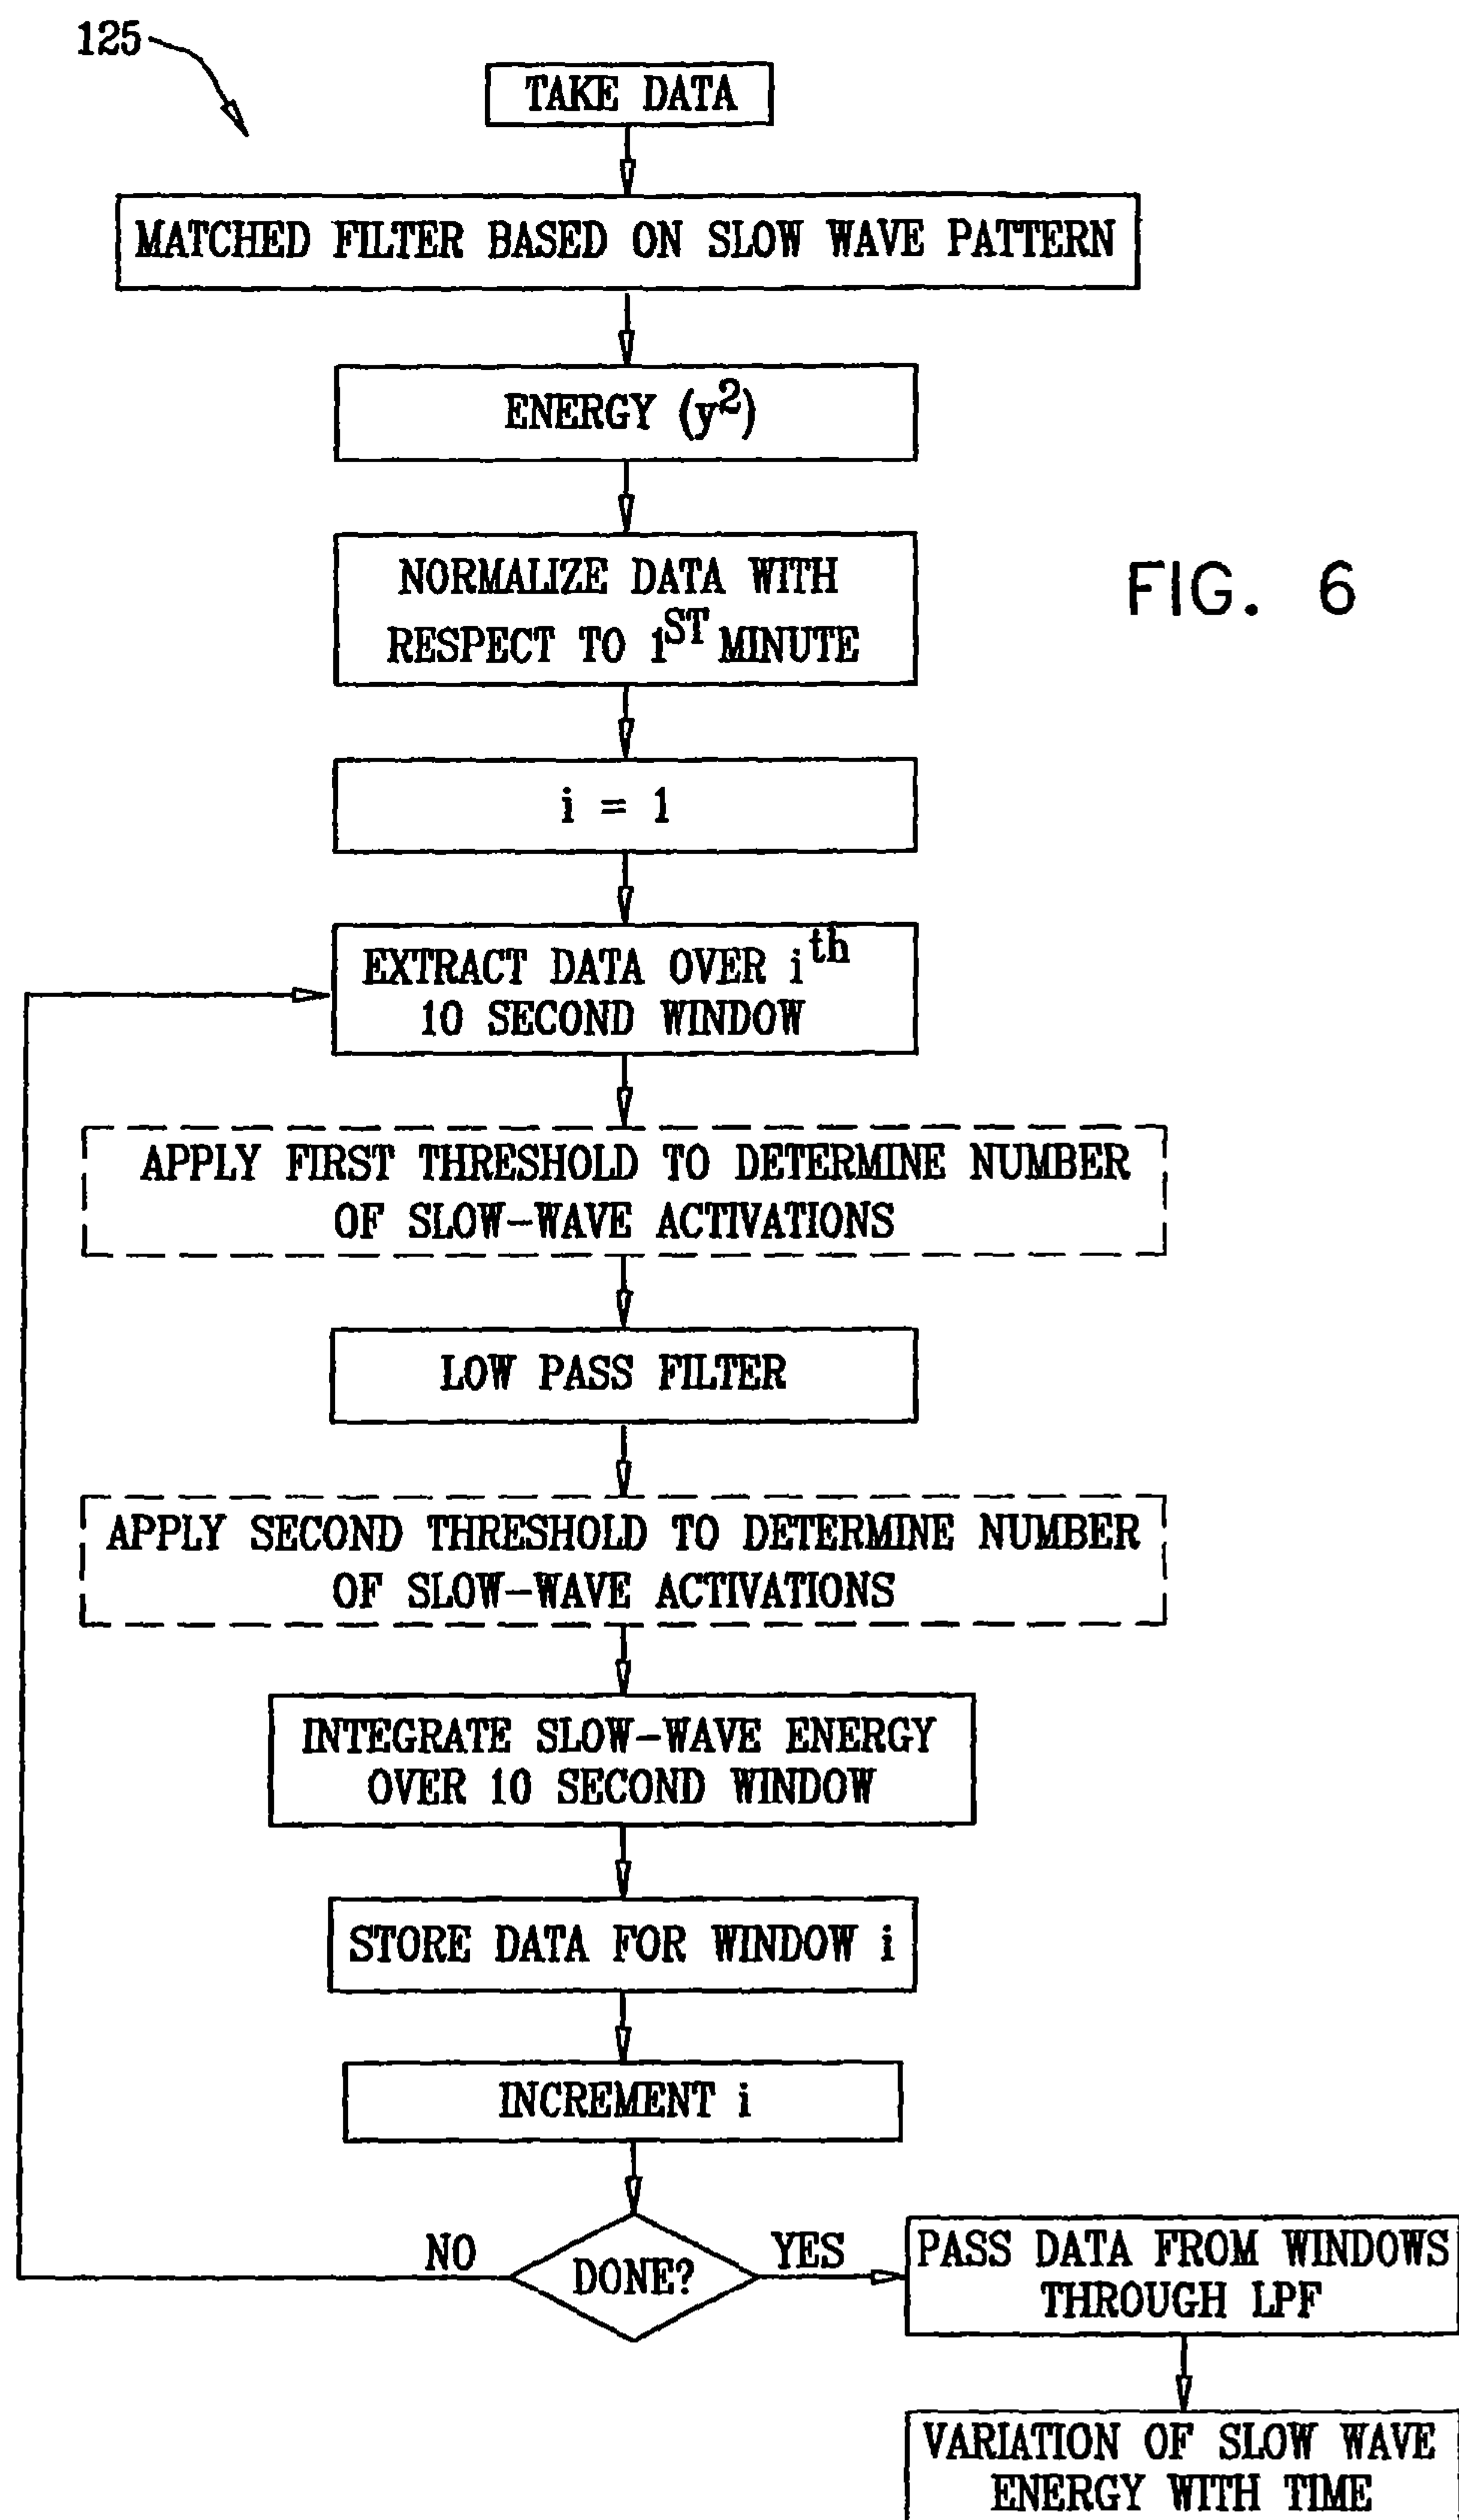 125
TAKE DATA
MATCHED FILTER BASED ON SLOW WAVE PATTERN
ENERGY (y²)
NORMALIZE DATA WITH
RESPECT TO 1ST MINUTE
FIG. 6
i = 1
EXTRACT DATA OVER ith
10 SECOND WINDOW
APPLY FIRST THRESHOLD TO DETERMINE NUMBER
OF SLOW-WAVE ACTIVATIONS
LOW PASS FILTER
APPLY SECOND THRESHOLD TO DETERMINE NUMBER
OF SLOW-WAVE ACTIVATIONS
INTEGRATE SLOW-WAVE ENERGY
OVER 10 SECOND WINDOW
STORE DATA FOR WINDOW i
INCREMENT i
NO
DONE?
YES
PASS DATA FROM WINDOWS
THROUGH LPF
VARIATION OF SLOW WAVE
ENERGY WITH TIME